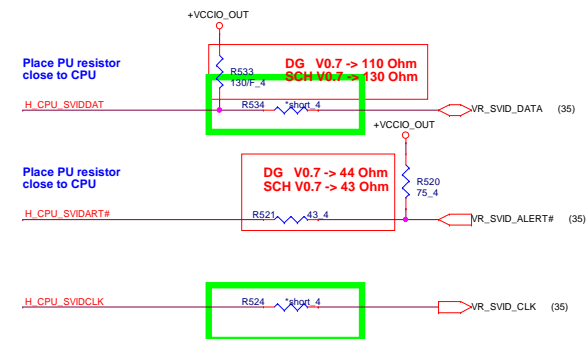 +VCCIO_OUT
Place PU resistor
close to CPU
R533
130/F_4
DG V0.7 -> 110 Ohm
SCH V0.7 -> 130 Ohm
H_CPU_SVIDDAT
R534
*short_4
VR_SVID_DATA (35)
+VCCIO_OUT
Place PU resistor
close to CPU
DG V0.7 -> 44 Ohm
SCH V0.7 -> 43 Ohm
R520
75_4
H_CPU_SVIDART#
R521
43_4
VR_SVID_ALERT# (35)
H_CPU_SVIDCLK
R524
*short_4
VR_SVID_CLK (35)